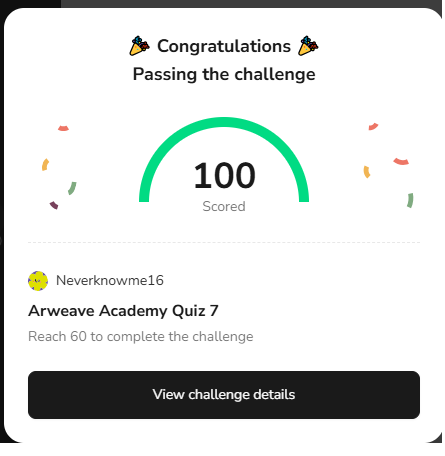 Congratulations
Passing the challenge
100
Scored
Neverknowme16
Arweave Academy Quiz 7
Reach 60 to complete the challenge
View challenge details